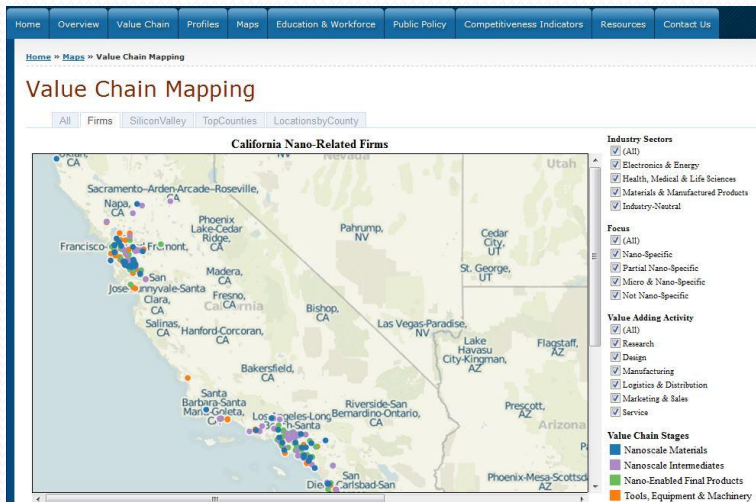 Home Overview Value Chain Profiles Maps Education & Workforce Public Policy Competitiveness Indicators Resources Contact Us
Home » Maps » Value Chain Mapping
Value Chain Mapping
All Firms SiliconValley TopCounties LocationsbyCounty
California Nano-Related Firms
CA
NV
Nevada
Utah
Sacramento–Arden-Arcade–Roseville,
CA
Napa,
CA
Phoenix
Lake-Cedar
Ridge,
CA
Pahrump,
NV
Cedar
City,
UT
Francisco
Fremont,
CA
St. George,
UT
San
Jose
Sunnyvale-Santa
Clara,
CA
Madera,
CA
Fresno,
CA
California
Bishop,
CA
Salinas,
CA
Hanford-Corcoran,
CA
Las Vegas-Paradise,
NV
Lake
Havasu
City-Kingman,
AZ
Flagstaff,
AZ
Bakersfield,
CA
Santa
Barbara-Santa
Goleta,
Riverside-San
Bernardino-Ontario,
CA
Prescott,
AZ
Arizona
San
Carlsbad-San
Phoenix-Mesa-Scottsd
AZ
Industry Sectors
(All)
Electronics & Energy
Health, Medical & Life Sciences
Materials & Manufactured Products
Industry-Neutral
Focus
(All)
Nano-Specific
Partial Nano-Specific
Micro & Nano-Specific
Not Nano-Specific
Value Adding Activity
(All)
Research
Design
Manufacturing
Logistics & Distribution
Marketing & Sales
Service
Value Chain Stages
Nanoscale Materials
Nanoscale Intermediates
Nano-Enabled Final Products
Tools, Equipment & Machinery